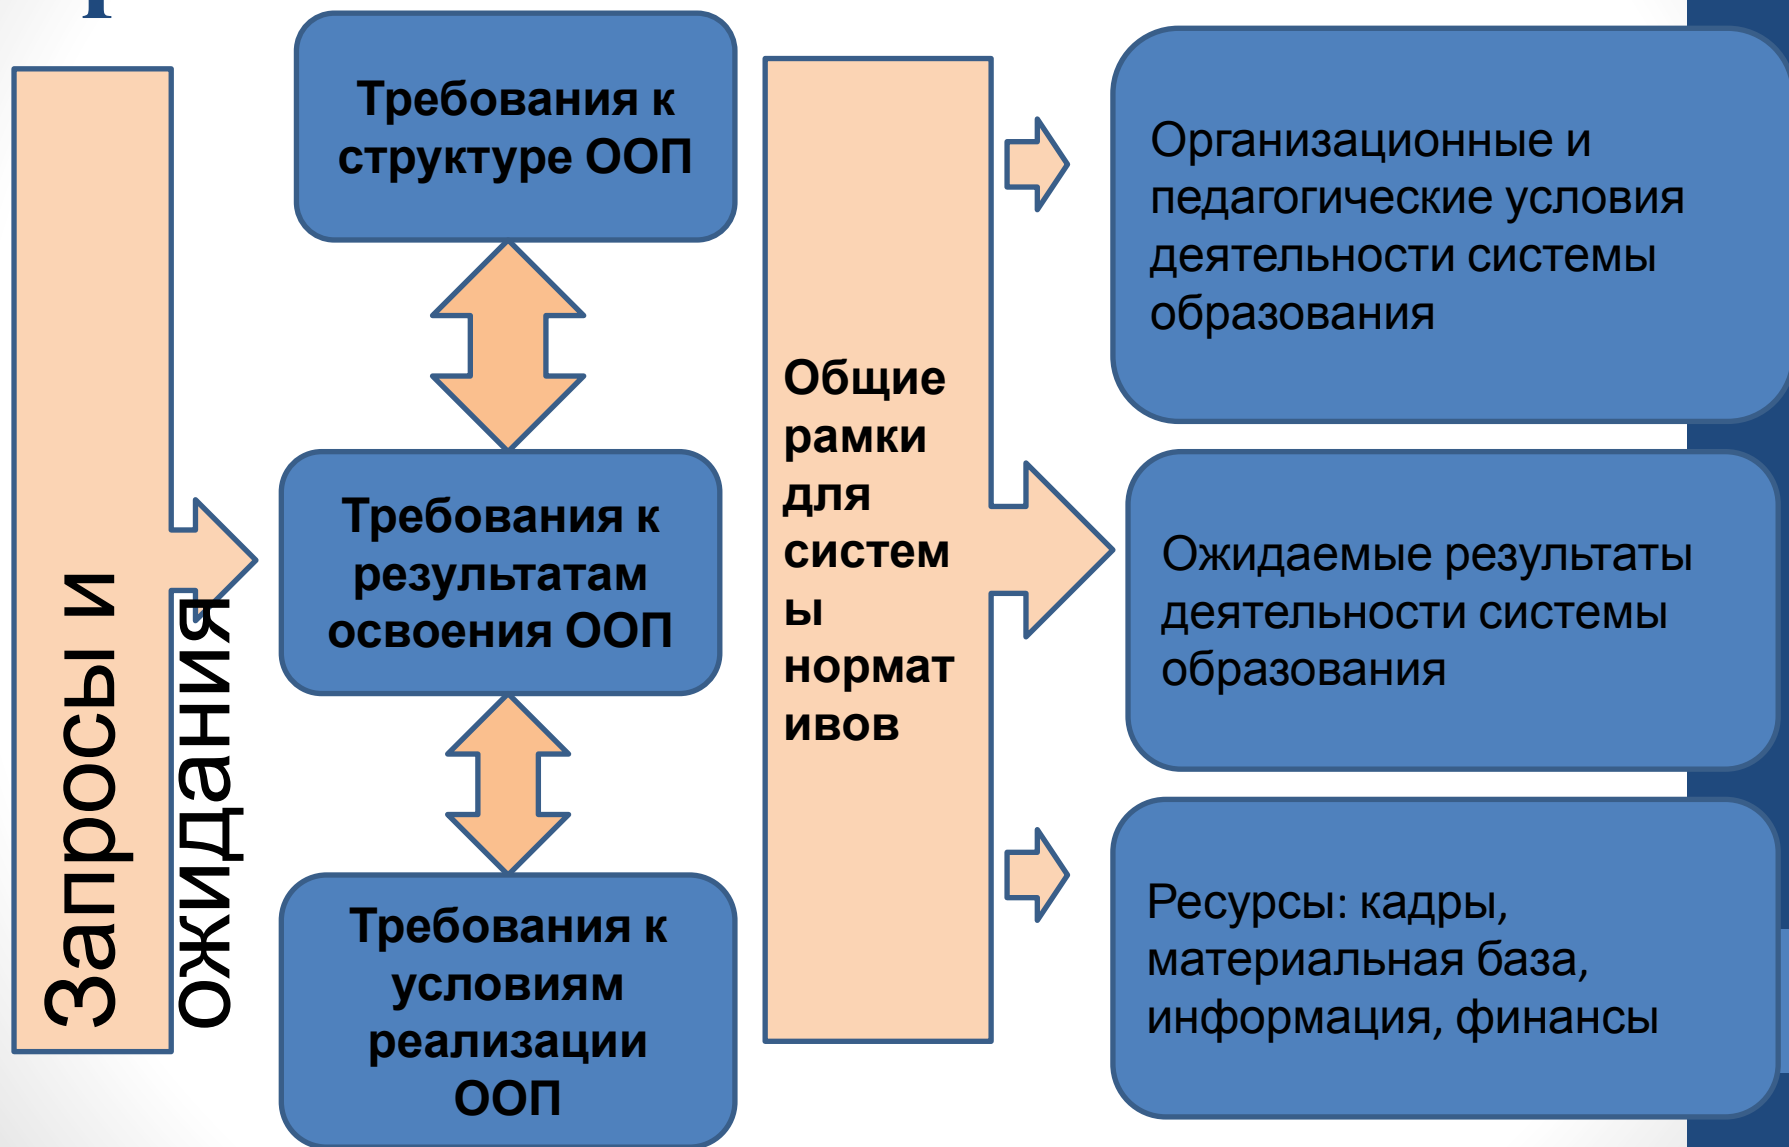 Запросы и
ожидания
Требования к
структуре ООП
Требования к
результатам
освоения ООП
Требования к
условиям
реализации
ООП
Общие
рамки
для
систем
ы
нормат
ивов
Организационные и
педагогические условия
деятельности системы
образования
Ожидаемые результаты
деятельности системы
образования
Ресурсы: кадры,
материальная база,
информация, финансы